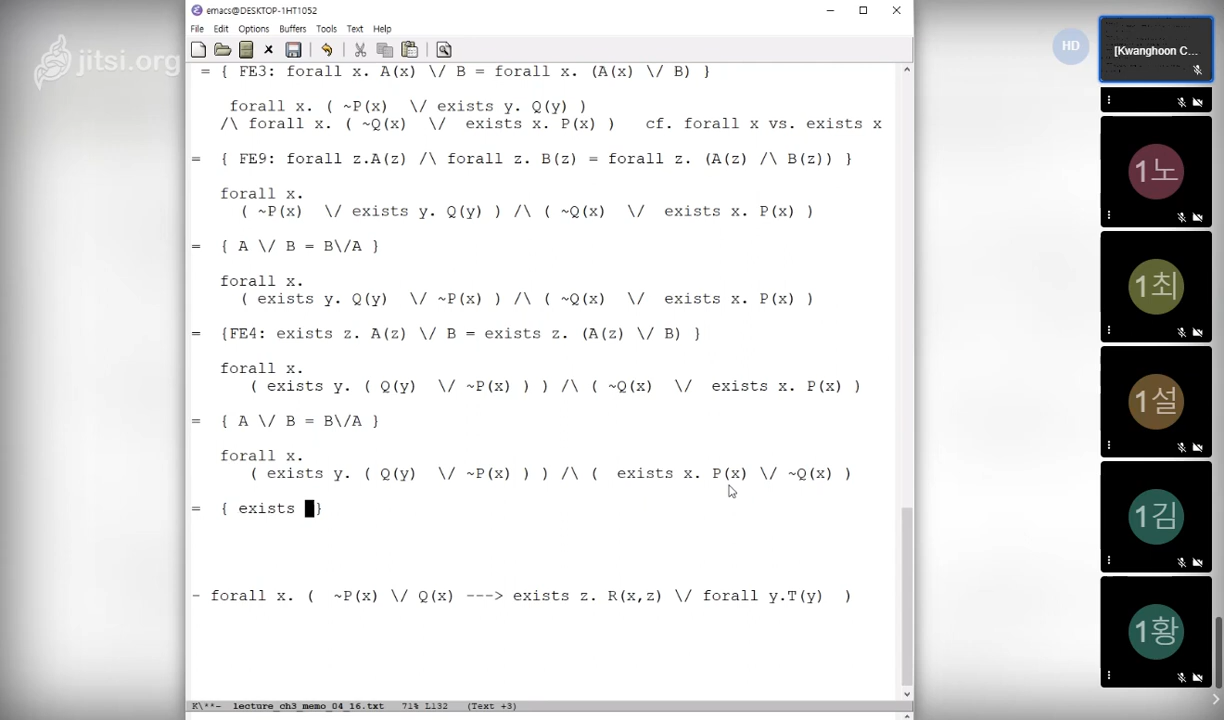 emacs@DESKTOP-1HT1052
File Edit Options Buffers Tools Text Help
jitsi.org
HD
[Kwanghoon C...
= { FE3: forall x. A(x) \/ B = forall x. (A(x) \/ B) }
forall x. ( ~P(x) \/ exists y. Q(y) )
/\ forall x. ( ~Q(x) \/ exists x. P(x) ) cf. forall x vs. exists x
= { FE9: forall z.A(z) /\ forall z. B(z) = forall z. (A(z) /\ B(z)) }
forall x.
( ~P(x) \/ exists y. Q(y) ) /\ ( ~Q(x) \/ exists x. P(x) )
= { A \/ B = B\/A }
forall x.
( exists y. Q(y) \/ ~P(x) ) /\ ( ~Q(x) \/ exists x. P(x) )
= {FE4: exists z. A(z) \/ B = exists z. (A(z) \/ B) }
forall x.
( exists y. ( Q(y) \/ ~P(x) ) ) /\ ( ~Q(x) \/ exists x. P(x) )
= { A \/ B = B\/A }
forall x.
( exists y. ( Q(y) \/ ~P(x) ) ) /\ ( exists x. P(x) \/ ~Q(x) )
= { exists }
- forall x. ( ~P(x) \/ Q(x) ---> exists z. R(x,z) \/ forall y.T(y) )
K\**- lecture_ch3_memo_04_16.txt 71% L132 (Text +3)
1노
1최
1설
1김
1황